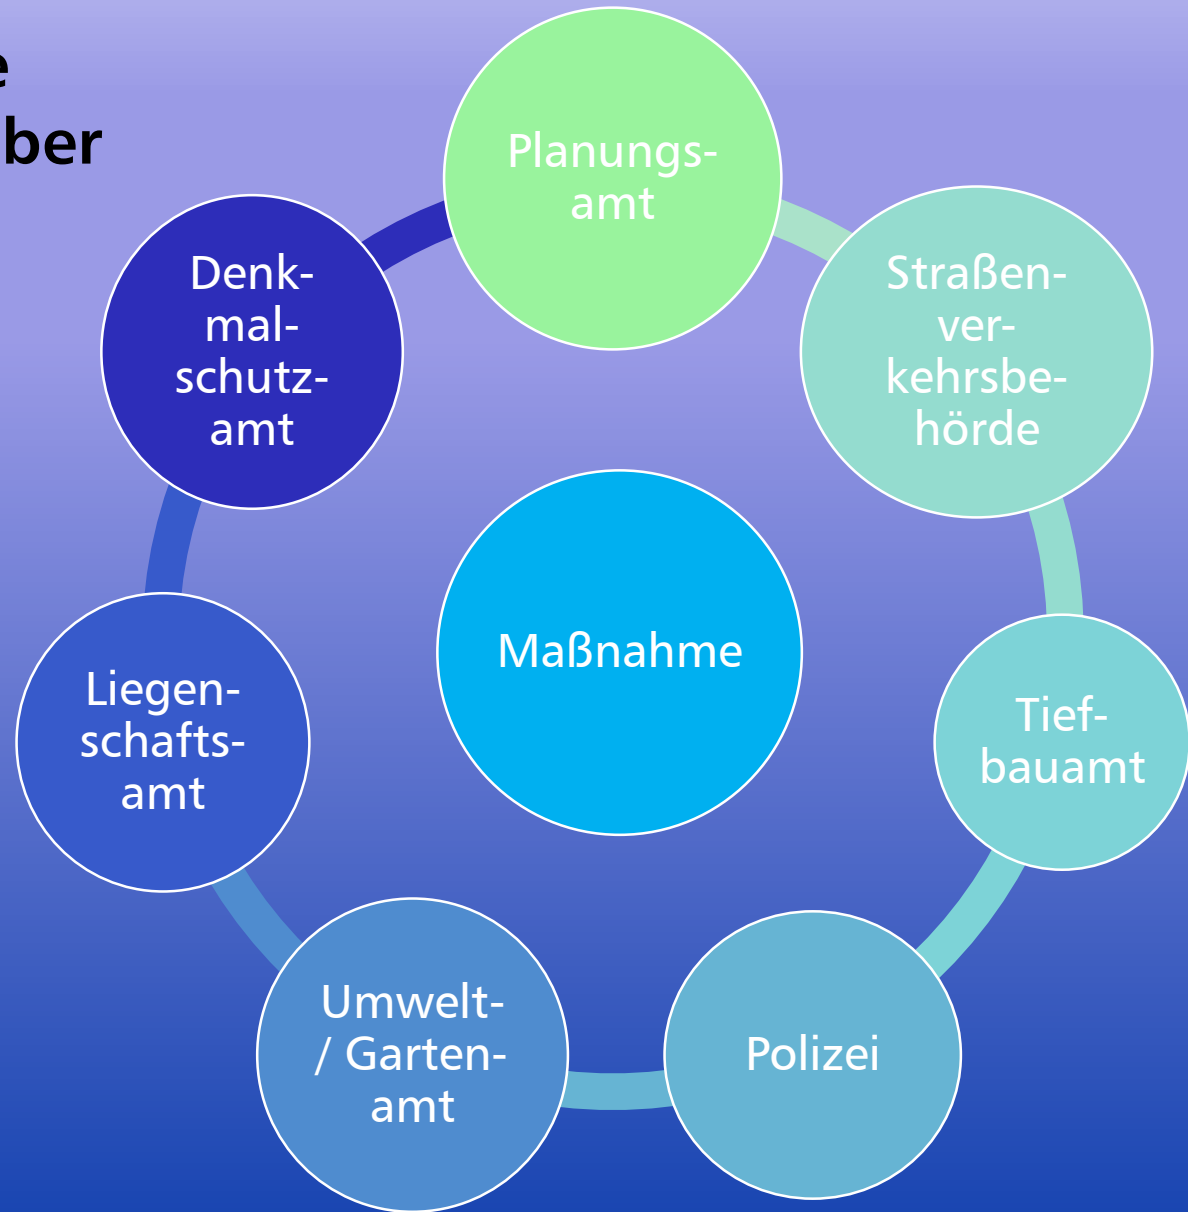 e
ber
Planungs-
amt
Straßen-
ver-
kehrsbe-
hörde
Tief-
bauamt
Polizei
Umwelt-
/ Garten-
amt
Liegen-
schafts-
amt
Denk-
mal-
schutz-
amt
Maßnahme